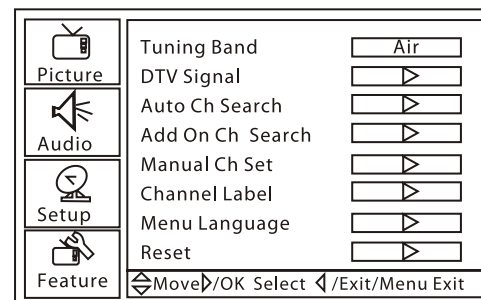 Picture
Audio
Setup
Feature
Tuning Band Air
DTV Signal
Auto Ch Search
Add On Ch Search
Manual Ch Set
Channel Label
Menu Language
Reset
Move /OK Select /Exit/Menu Exit